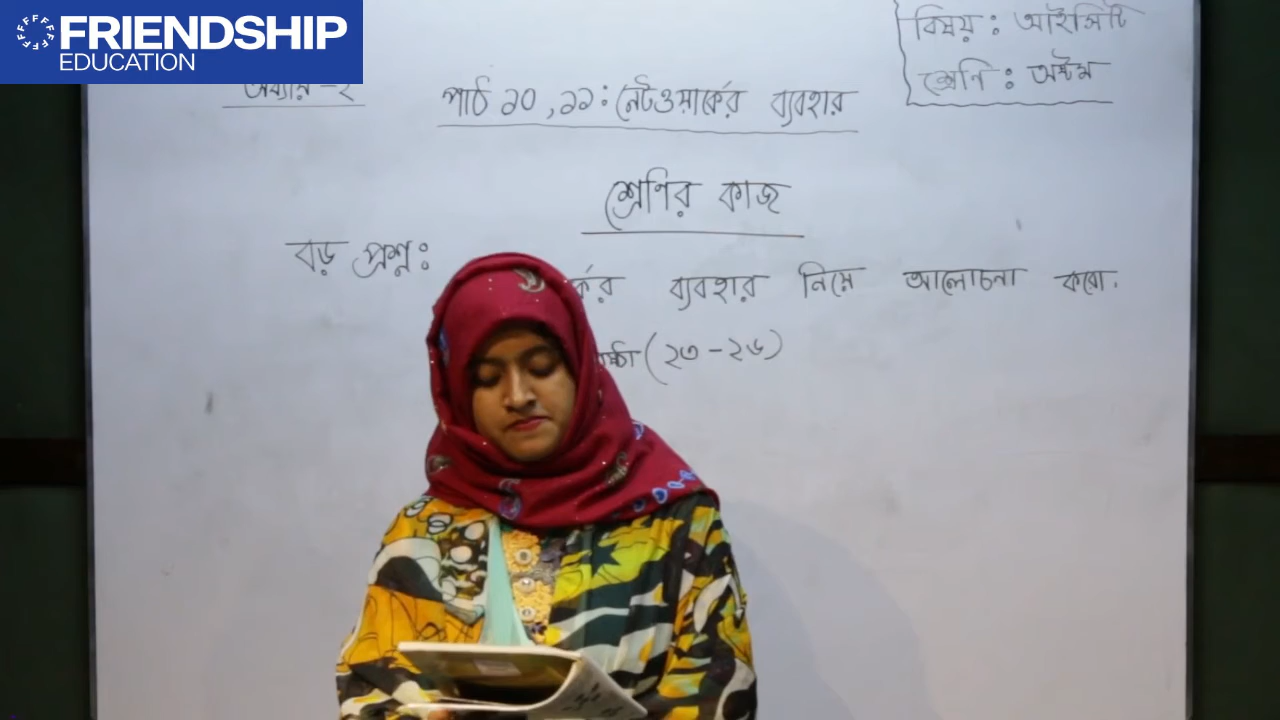 FRIENDSHIP
EDUCATION
বিষয় : আইসিটি
শ্রেণি : অষ্টম
অধ্যায় -২
পাঠ ১০ , ১১ : নেটওয়ার্কের ব্যবহার
শ্রেণির কাজ
বড় প্রশ্ন :
র্কের ব্যবহার নিয়ে আলোচনা করো.
ষ্ঠা (২৩ - ২৬)